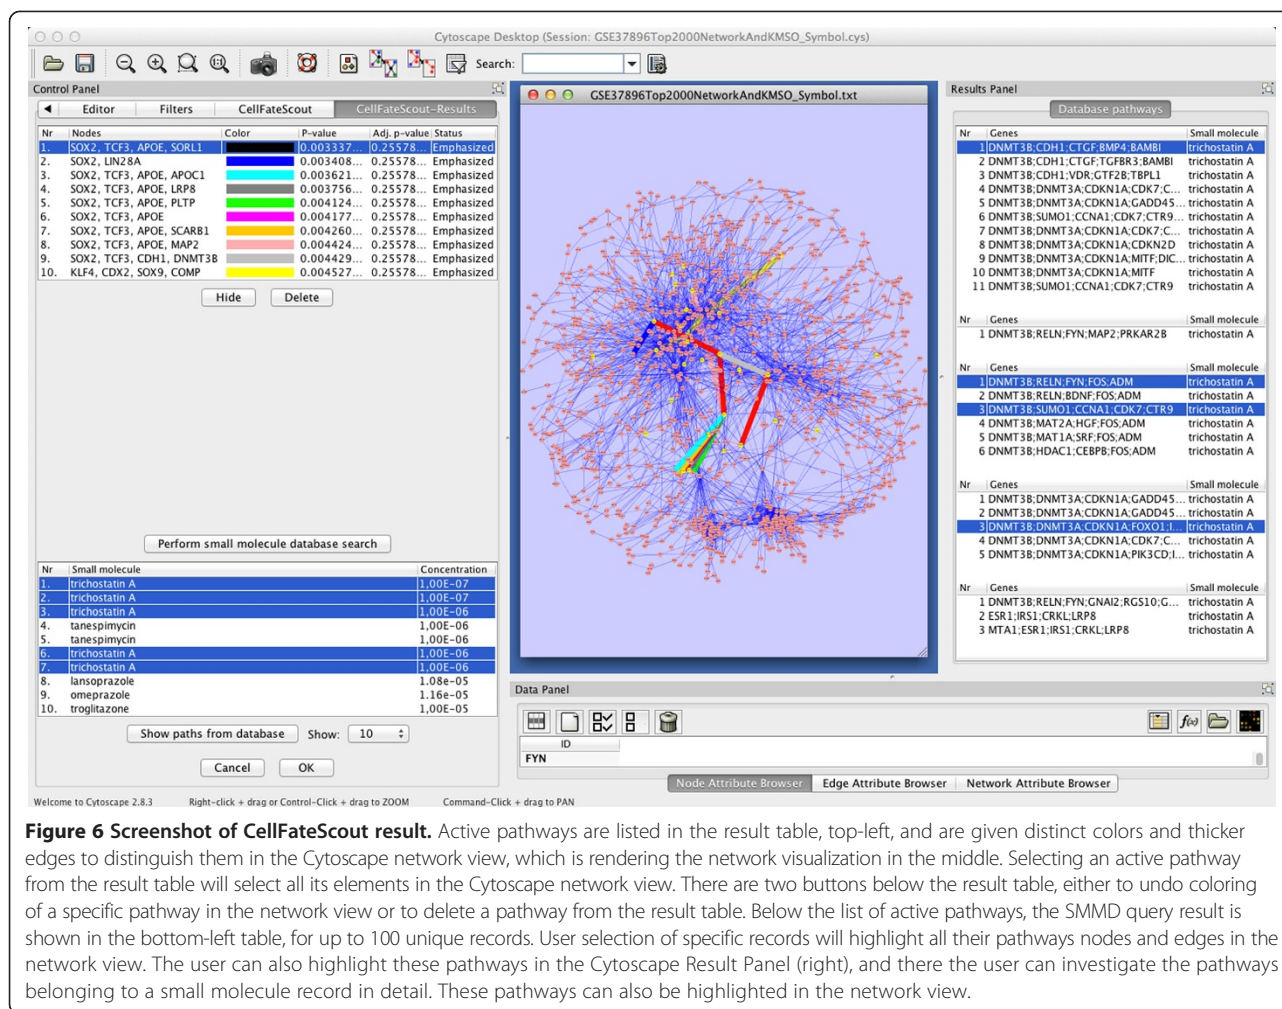 Cytoscape Desktop (Session: GSE37896Top2000NetworkAndKMSO_Symbol.cys)
Search:
Control Panel
Editor Filters CellFateScout CellFateScout-Results
Nr Nodes Color P-value Adj. p-value Status
1. SOX2, TCF3, APOE, SORL1 0.003337... 0.25578... Emphasized
2. SOX2, LIN28A 0.003408... 0.25578... Emphasized
3. SOX2, TCF3, APOE, APOC1 0.003621... 0.25578... Emphasized
4. SOX2, TCF3, APOE, LRP8 0.003756... 0.25578... Emphasized
5. SOX2, TCF3, APOE, PLTP 0.004124... 0.25578... Emphasized
6. SOX2, TCF3, APOE 0.004177... 0.25578... Emphasized
7. SOX2, TCF3, APOE, SCARB1 0.004260... 0.25578... Emphasized
8. SOX2, TCF3, APOE, MAP2 0.004424... 0.25578... Emphasized
9. SOX2, TCF3, CDH1, DNMT3B 0.004429... 0.25578... Emphasized
10. KLF4, CDX2, SOX9, COMP 0.004527... 0.25578... Emphasized
Hide Delete
Perform small molecule database search
Nr Small molecule Concentration
1. trichostatin A 1,00E-07
2. trichostatin A 1,00E-07
3. trichostatin A 1,00E-06
4. tanespimycin 1,00E-06
5. tanespimycin 1,00E-06
6. trichostatin A 1,00E-06
7. trichostatin A 1,00E-06
8. lansoprazole 1.08e-05
9. omeprazole 1.16e-05
10. troglitazone 1,00E-05
Show paths from database Show: 10
Cancel OK
GSE37896Top2000NetworkAndKMSO_Symbol.txt
Results Panel
Database pathways
Nr Genes Small molecule
1 DNMT3B;CDH1;CTGF;BMP4;BAMBI trichostatin A
2 DNMT3B;CDH1;CTGF;TGFBR3;BAMBI trichostatin A
3 DNMT3B;CDH1;VDR;GTF2B;TBPL1 trichostatin A
4 DNMT3B;DNMT3A;CDKN1A;CDK7;C... trichostatin A
5 DNMT3B;DNMT3A;CDKN1A;GADD45... trichostatin A
6 DNMT3B;SUMO1;CCNA1;CDK7;CTR9... trichostatin A
7 DNMT3B;DNMT3A;CDKN1A;CDK7;C... trichostatin A
8 DNMT3B;DNMT3A;CDKN1A;CDKN2D trichostatin A
9 DNMT3B;DNMT3A;CDKN1A;MITF;DIC... trichostatin A
10 DNMT3B;DNMT3A;CDKN1A;MITF trichostatin A
11 DNMT3B;SUMO1;CCNA1;CDK7;CTR9 trichostatin A
Nr Genes Small molecule
1 DNMT3B;RELN;FYN;MAP2;PRKAR2B trichostatin A
Nr Genes Small molecule
1 DNMT3B;RELN;FYN;FOS;ADM trichostatin A
2 DNMT3B;RELN;BDNF;FOS;ADM trichostatin A
3 DNMT3B;SUMO1;CCNA1;CDK7;CTR9 trichostatin A
4 DNMT3B;MAT2A;HGF;FOS;ADM trichostatin A
5 DNMT3B;MAT1A;SRF;FOS;ADM trichostatin A
6 DNMT3B;HDAC1;CEBPB;FOS;ADM trichostatin A
Nr Genes Small molecule
1 DNMT3B;DNMT3A;CDKN1A;GADD45... trichostatin A
2 DNMT3B;DNMT3A;CDKN1A;GADD45... trichostatin A
3 DNMT3B;DNMT3A;CDKN1A;FOXO1;I... trichostatin A
4 DNMT3B;DNMT3A;CDKN1A;CDK7;C... trichostatin A
5 DNMT3B;DNMT3A;CDKN1A;PIK3CD;I... trichostatin A
Nr Genes Small molecule
1 DNMT3B;RELN;FYN;GNAI2;RGS10;G... trichostatin A
2 ESR1;IRS1;CRKL;LRP8 trichostatin A
3 MTA1;ESR1;IRS1;CRKL;LRP8 trichostatin A
Data Panel
f(x)
ID
FYN
Node Attribute Browser Edge Attribute Browser Network Attribute Browser
Welcome to Cytoscape 2.8.3 Right-click + drag or Control-Click + drag to ZOOM Command-Click + drag to PAN
Figure 6 Screenshot of CellFateScout result. Active pathways are listed in the result table, top-left, and are given distinct colors and thicker
edges to distinguish them in the Cytoscape network view, which is rendering the network visualization in the middle. Selecting an active pathway
from the result table will select all its elements in the Cytoscape network view. There are two buttons below the result table, either to undo coloring
of a specific pathway in the network view or to delete a pathway from the result table. Below the list of active pathways, the SMMD query result is
shown in the bottom-left table, for up to 100 unique records. User selection of specific records will highlight all their pathways nodes and edges in the
network view. The user can also highlight these pathways in the Cytoscape Result Panel (right), and there the user can investigate the pathways
belonging to a small molecule record in detail. These pathways can also be highlighted in the network view.